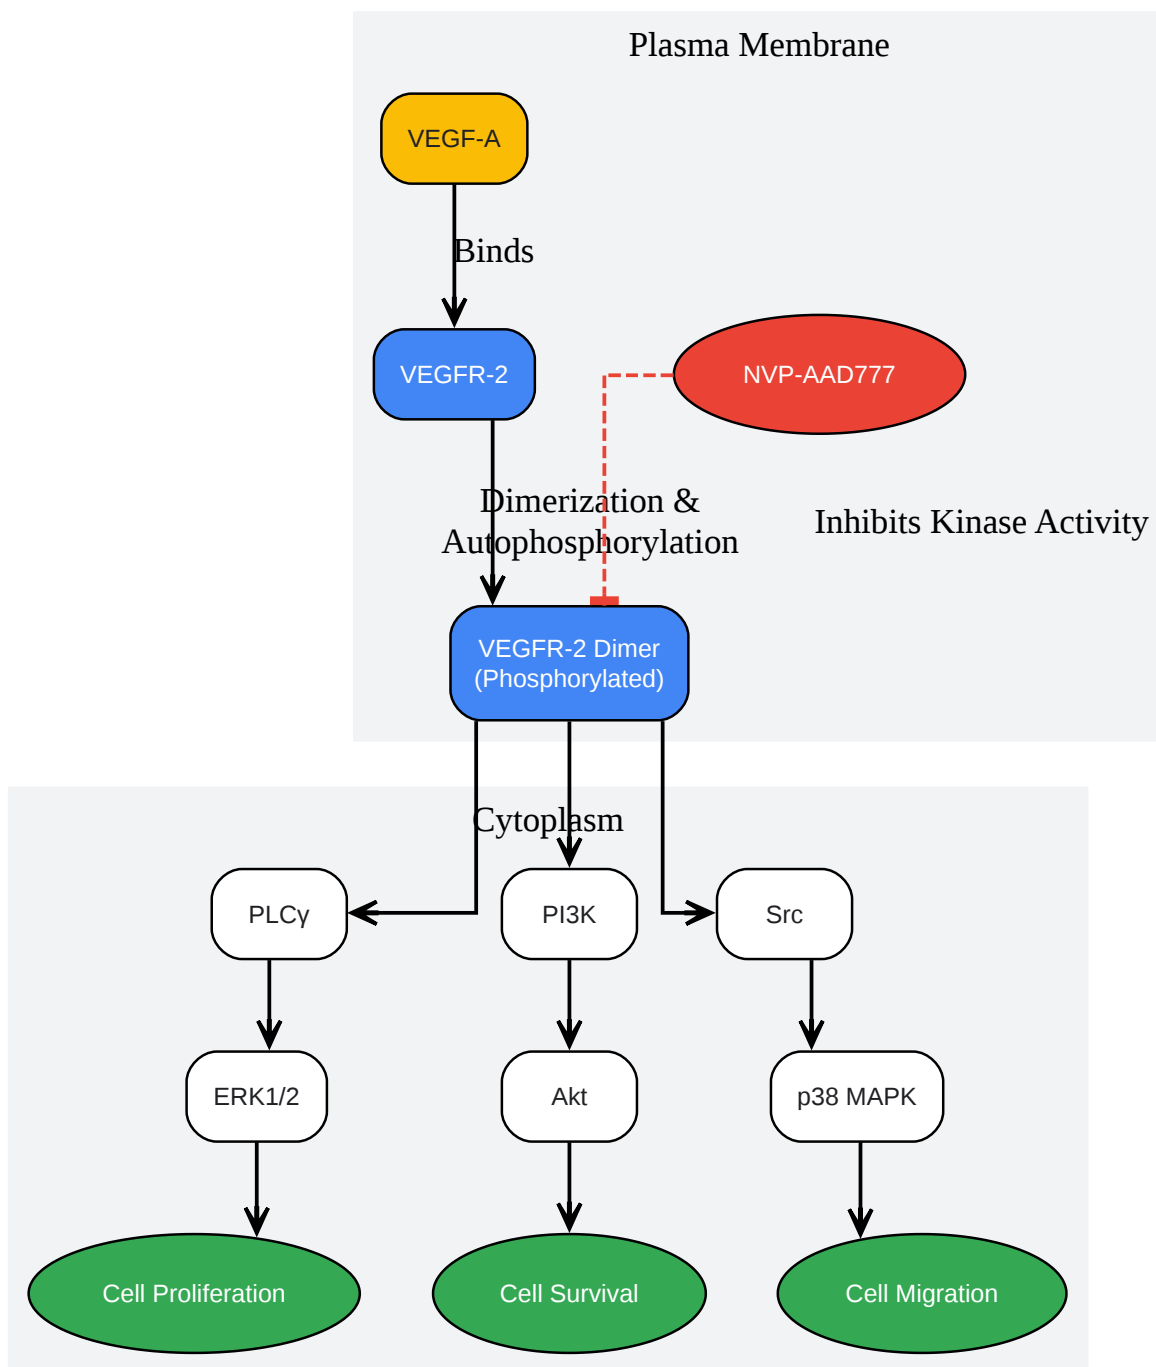 Plasma Membrane
VEGF-A
Binds
VEGFR-2
NVP-AAD777
Dimerization &
Autophosphorylation
Inhibits Kinase Activity
VEGFR-2 Dimer
(Phosphorylated)
Cytoplasm
PLCγ
PI3K
Src
ERK1/2
Akt
p38 MAPK
Cell Proliferation
Cell Survival
Cell Migration